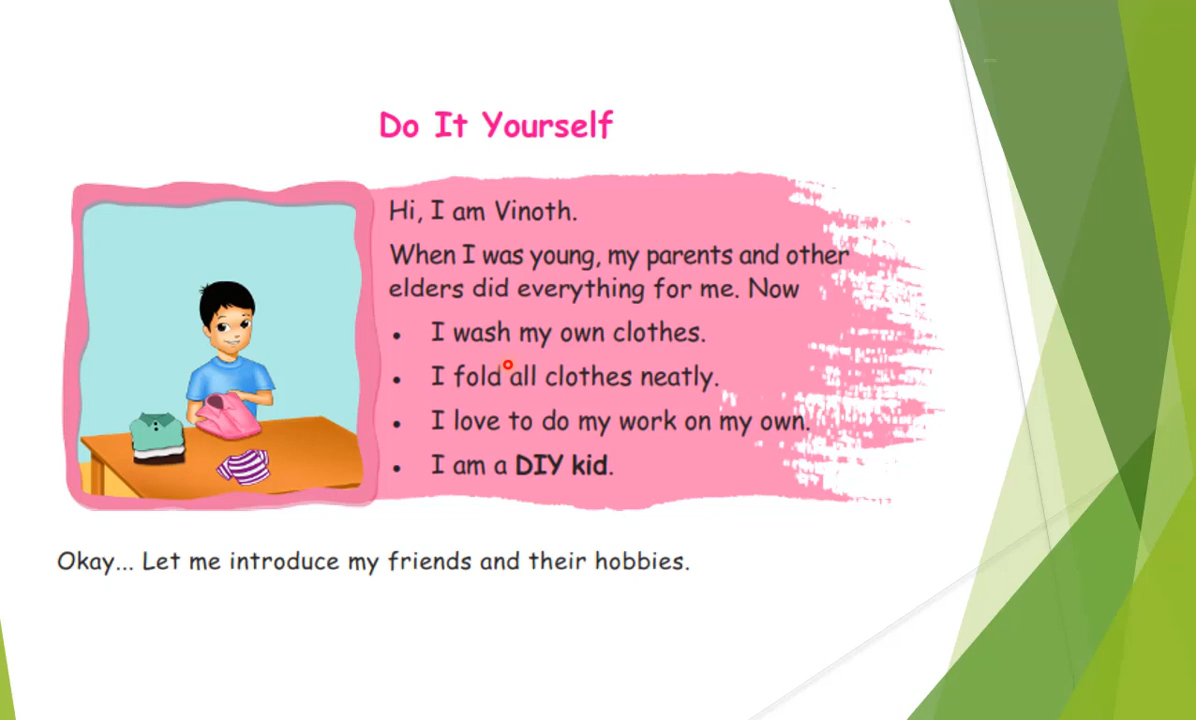 Do It Yourself
Hi, I am Vinoth.
When I was young, my parents and other
elders did everything for me. Now
• I wash my own clothes.
• I fold all clothes neatly.
• I love to do my work on my own.
• I am a DIY kid.
Okay... Let me introduce my friends and their hobbies.